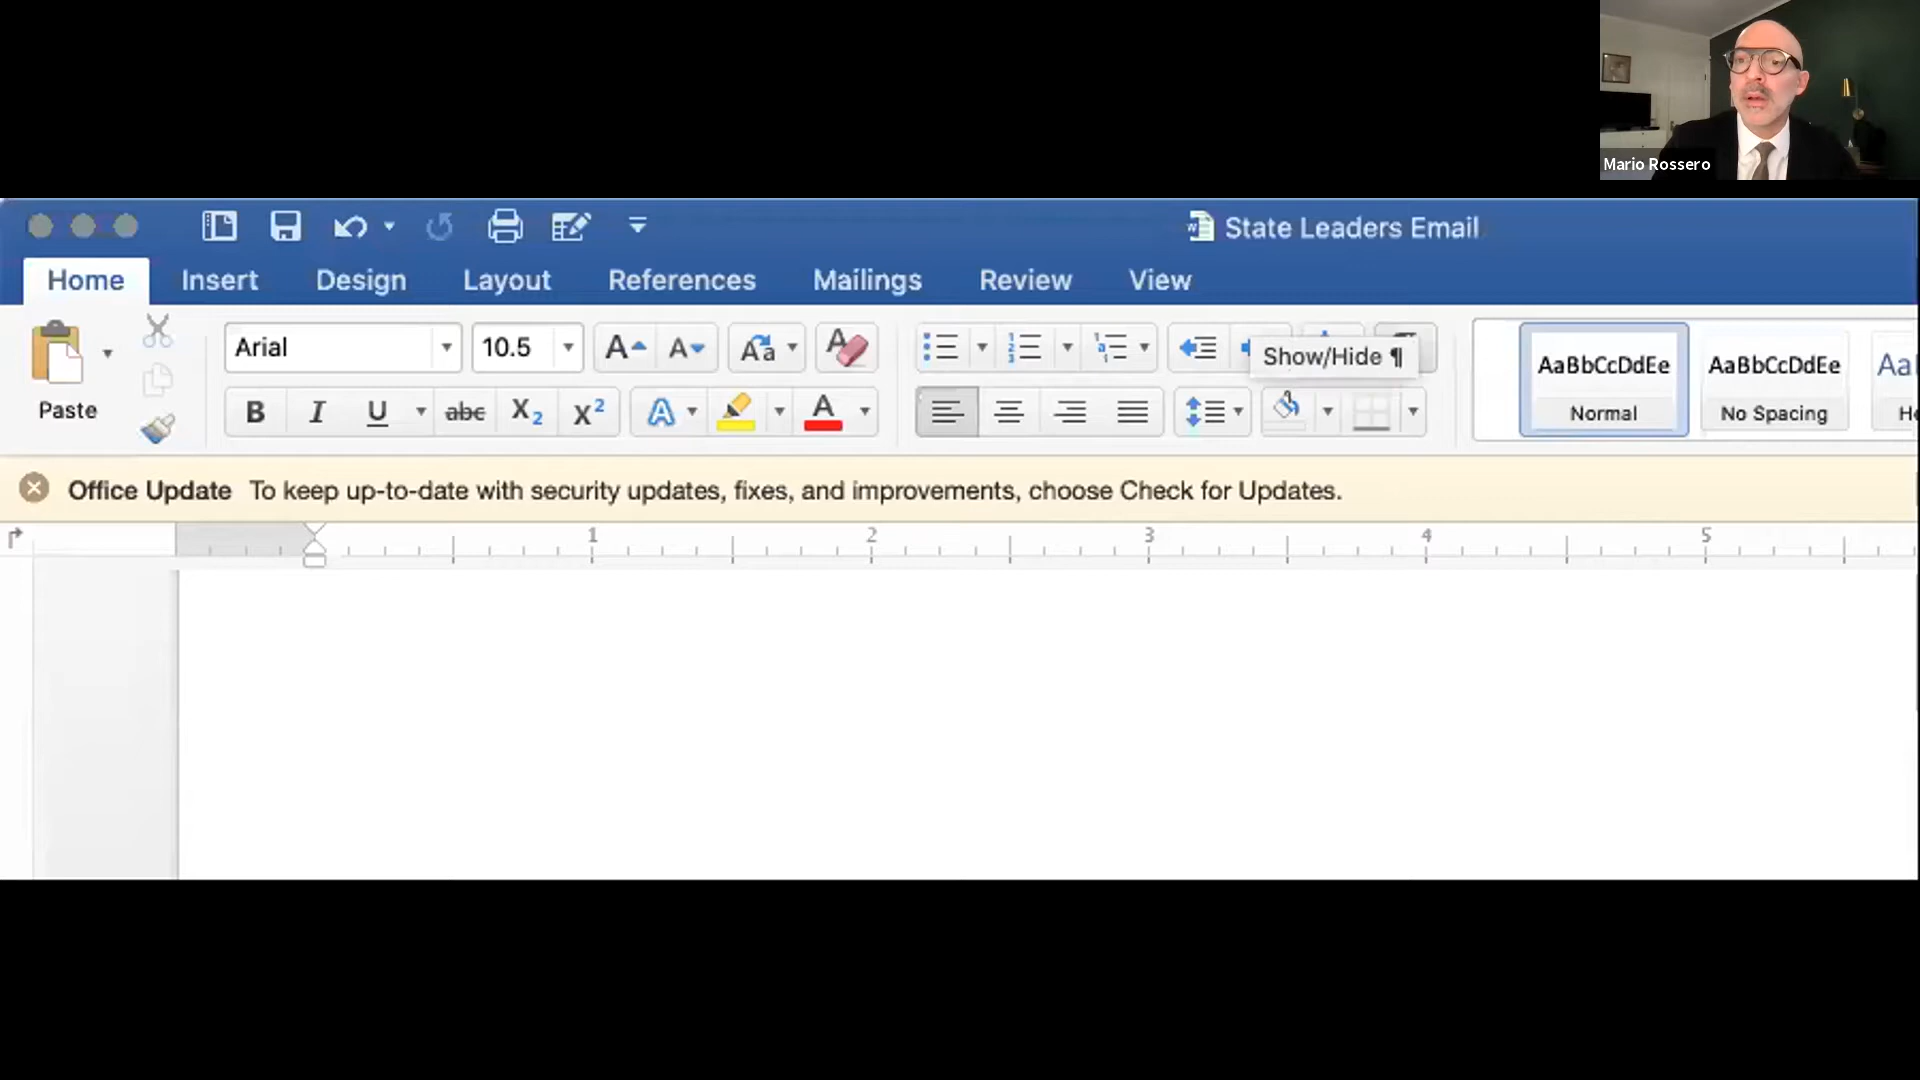 Mario Rossero
State Leaders Email
Home Insert Design Layout References Mailings Review View
Paste
Arial 10.5
Show/Hide ¶
AaBbCcDdEe AaBbCcDdEe
Normal No Spacing
Office Update To keep up-to-date with security updates, fixes, and improvements, choose Check for Updates.
1 2 3 4 5